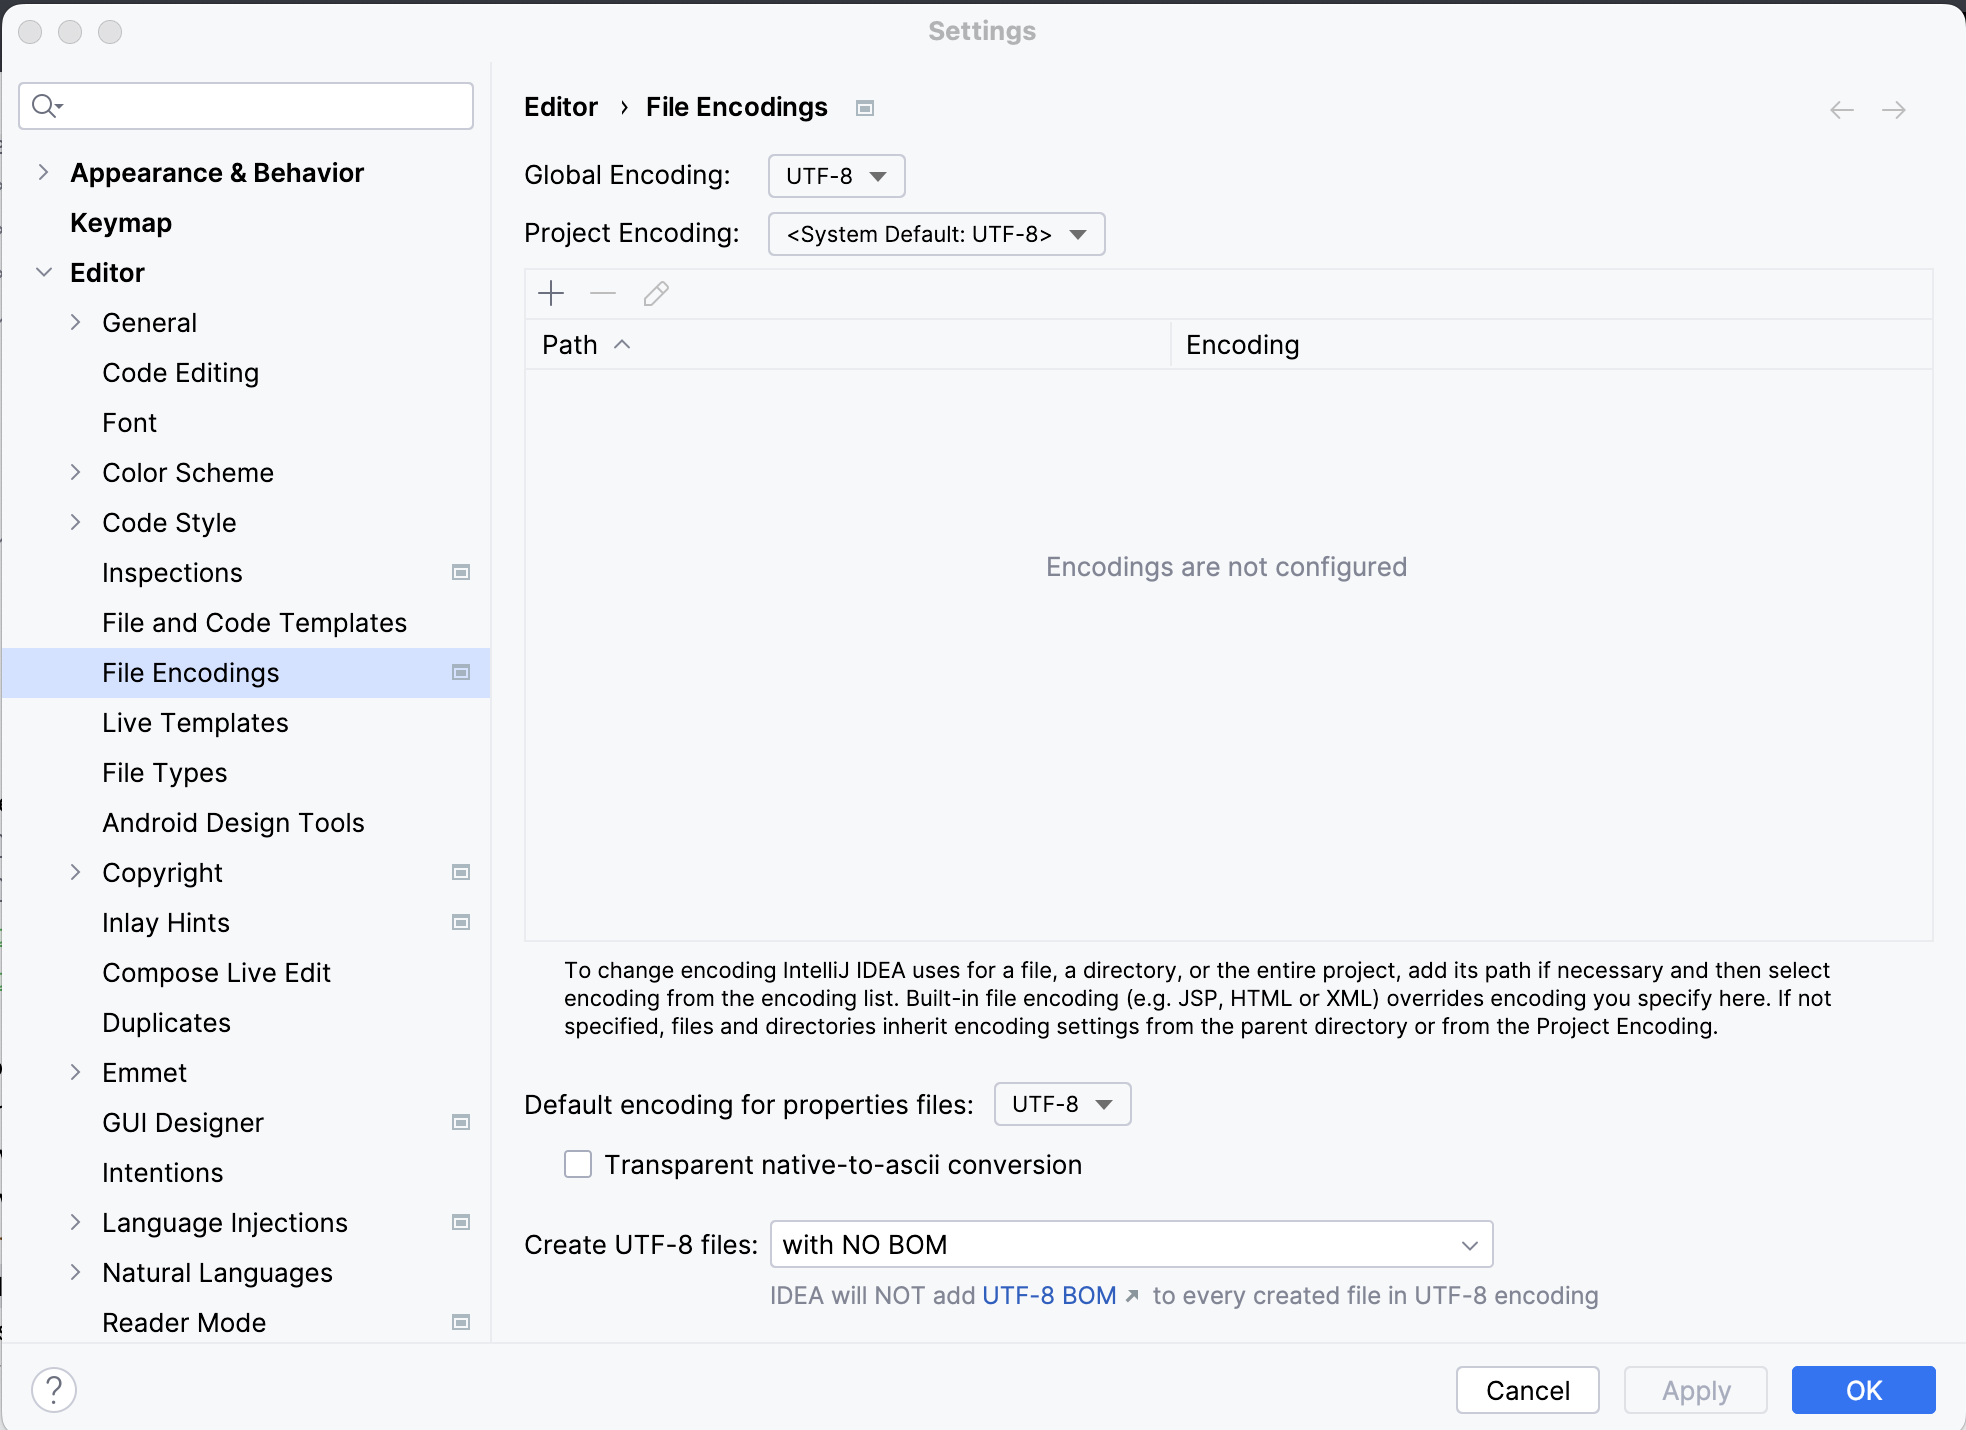 Settings
Appearance & Behavior
Keymap
Editor
General
Code Editing
Font
Color Scheme
Code Style
Inspections
File and Code Templates
File Encodings
Live Templates
File Types
Android Design Tools
Copyright
Inlay Hints
Compose Live Edit
Duplicates
Emmet
GUI Designer
Intentions
Language Injections
Natural Languages
Reader Mode
Editor › File Encodings
Global Encoding: UTF-8
Project Encoding: <System Default: UTF-8>
Path Encoding
Encodings are not configured
To change encoding IntelliJ IDEA uses for a file, a directory, or the entire project, add its path if necessary and then select
encoding from the encoding list. Built-in file encoding (e.g. JSP, HTML or XML) overrides encoding you specify here. If not
specified, files and directories inherit encoding settings from the parent directory or from the Project Encoding.
Default encoding for properties files: UTF-8
Transparent native-to-ascii conversion
Create UTF-8 files: with NO BOM
IDEA will NOT add UTF-8 BOM ↗ to every created file in UTF-8 encoding
? Cancel Apply OK